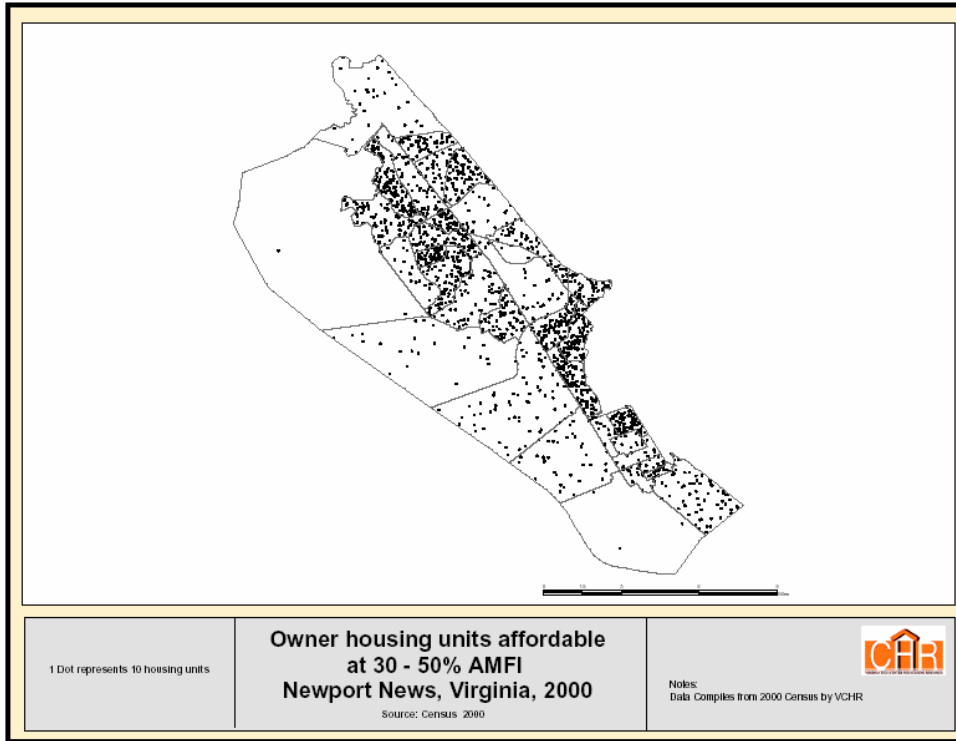 1 Dot represents 10 housing units
Owner housing units affordable
at 30 - 50% AMFI
Newport News, Virginia, 2000
Source: Census 2000
CHR
Notes:
Data Compiles from 2000 Census by VCHR